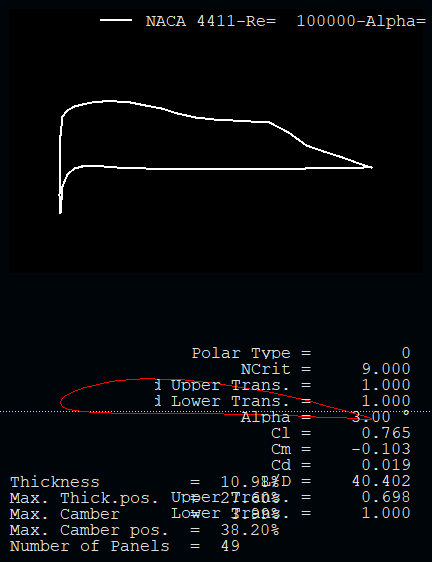 NACA 4411-Re=  100000-Alpha=
Polar Type = 0
NCrit = 9.000
Upper Trans. = 1.000
Lower Trans. = 1.000
Alpha = 3.00 °
Cl = 0.765
Cm = -0.103
Cd = 0.019
L/D = 40.402
Upper Trans. = 0.698
Lower Trans. = 1.000
Thickness = 10.98%
Max. Thick.pos. = 27.60%
Max. Camber = 3.99%
Max. Camber pos. = 38.20%
Number of Panels = 49